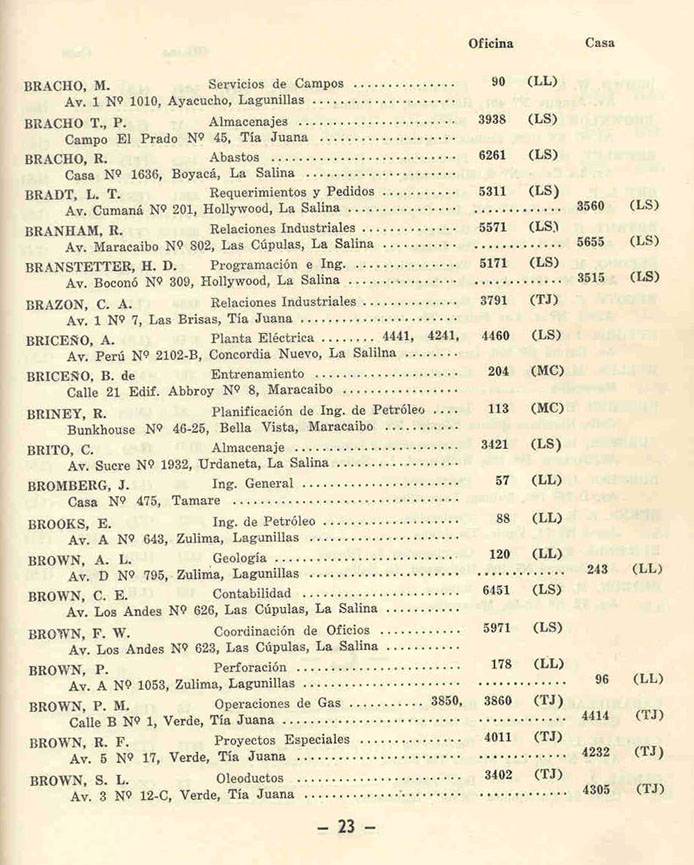 Oficina Casa
BRACHO, M. Servicios de Campos ............... 90 (LL)
Av. 1 Nº 1010, Ayacucho, Lagunillas .....................
BRACHO T., P. Almacenajes ........................ 3938 (LS)
Campo El Prado Nº 45, Tía Juana ....................
BRACHO, R. Abastos ........................... 6261 (LS)
Casa Nº 1636, Boyacá, La Salina ......................
BRADT, L. T. Requerimientos y Pedidos ............ 5311 (LS)
Av. Cumaná Nº 201, Hollywood, La Salina ................ ............. 3560 (LS)
BRANHAM, R. Relaciones Industriales .............. 5571 (LS)
Av. Maracaibo Nº 802, Las Cúpulas, La Salina ............ ............. 5655 (LS)
BRANSTETTER, H. D. Programación e Ing. ................ 5171 (LS)
Av. Boconó Nº 309, Hollywood, La Salina ................ ............. 3515 (LS)
BRAZON, C. A. Relaciones Industriales .............. 3791 (TJ)
Av. 1 Nº 7, Las Brisas, Tía Juana .......................
BRICEÑO, A. Planta Eléctrica ........ 4441, 4241, 4460 (LS)
Av. Perú Nº 2102-B, Concordia Nuevo, La Salilna ........
BRICEÑO, B. de Entrenamiento ...................... 204 (MC)
Calle 21 Edif. Abbroy Nº 8, Maracaibo .................
BRINEY, R. Planificación de Ing. de Petróleo .... 113 (MC)
Bunkhouse Nº 46-25, Bella Vista, Maracaibo ...........
BRITO, C. Almacenaje ........................ 3421 (LS)
Av. Sucre Nº 1932, Urdaneta, La Salina ..................
BROMBERG, J. Ing. General ....................... 57 (LL)
Casa Nº 475, Tamare .................................
BROOKS, E. Ing. de Petróleo .................... 88 (LL)
Av. A Nº 643, Zulima, Lagunillas .....................
BROWN, A. L. Geología ........................... 120 (LL)
Av. D Nº 795, Zulima, Lagunillas ....................... ............. 243 (LL)
BROWN, C. E. Contabilidad ....................... 6451 (LS)
Av. Los Andes Nº 626, Las Cúpulas, La Salina ...........
BROWN, F. W. Coordinación de Oficios ............ 5971 (LS)
Av. Los Andes Nº 623, Las Cúpulas, La Salina ...........
BROWN, P. Perforación ........................ 178 (LL)
Av. A Nº 1053, Zulima, Lagunillas ...................... ............. 96 (LL)
BROWN, P. M. Operaciones de Gas ........... 3850, 3860 (TJ)
Calle B Nº 1, Verde, Tía Juana ......................... ............. 4414 (TJ)
BROWN, R. F. Proyectos Especiales ............... 4011 (TJ)
Av. 5 Nº 17, Verde, Tía Juana ........................ ............. 4232 (TJ)
BROWN, S. L. Oleoductos ......................... 3402 (TJ)
Av. 3 Nº 12-C, Verde, Tía Juana ....................... ............. 4305 (TJ)
— 23 —